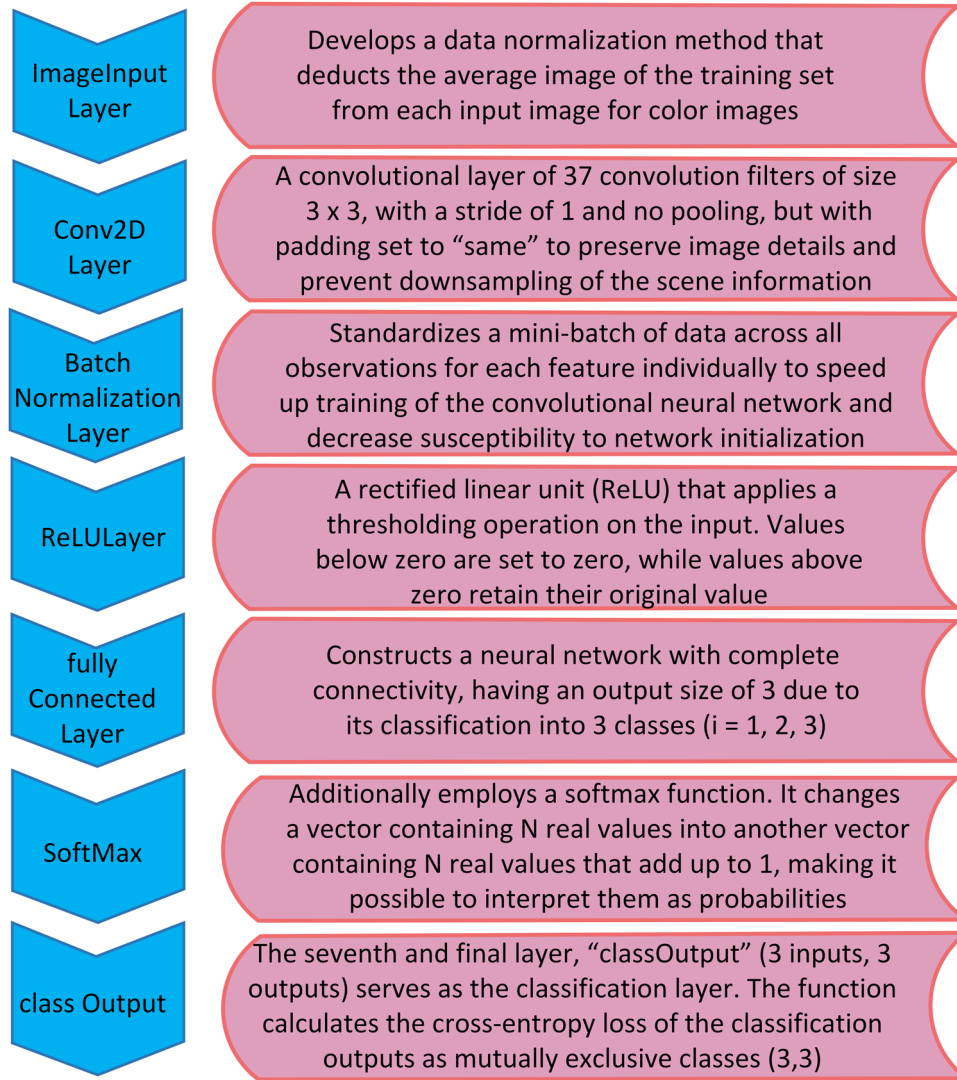 ImageInput
Layer
Develops a data normalization method that
deducts the average image of the training set
from each input image for color images
Conv2D
Layer
A convolutional layer of 37 convolution filters of size
3 x 3, with a stride of 1 and no pooling, but with
padding set to “same” to preserve image details and
prevent downsampling of the scene information
Batch
Normalization
Layer
Standardizes a mini-batch of data across all
observations for each feature individually to speed
up training of the convolutional neural network and
decrease susceptibility to network initialization
ReLULayer
A rectified linear unit (ReLU) that applies a
thresholding operation on the input. Values
below zero are set to zero, while values above
zero retain their original value
fully
Connected
Layer
Constructs a neural network with complete
connectivity, having an output size of 3 due to
its classification into 3 classes (i = 1, 2, 3)
SoftMax
Additionally employs a softmax function. It changes
a vector containing N real values into another vector
containing N real values that add up to 1, making it
possible to interpret them as probabilities
class Output
The seventh and final layer, “classOutput” (3 inputs, 3
outputs) serves as the classification layer. The function
calculates the cross-entropy loss of the classification
outputs as mutually exclusive classes (3,3)